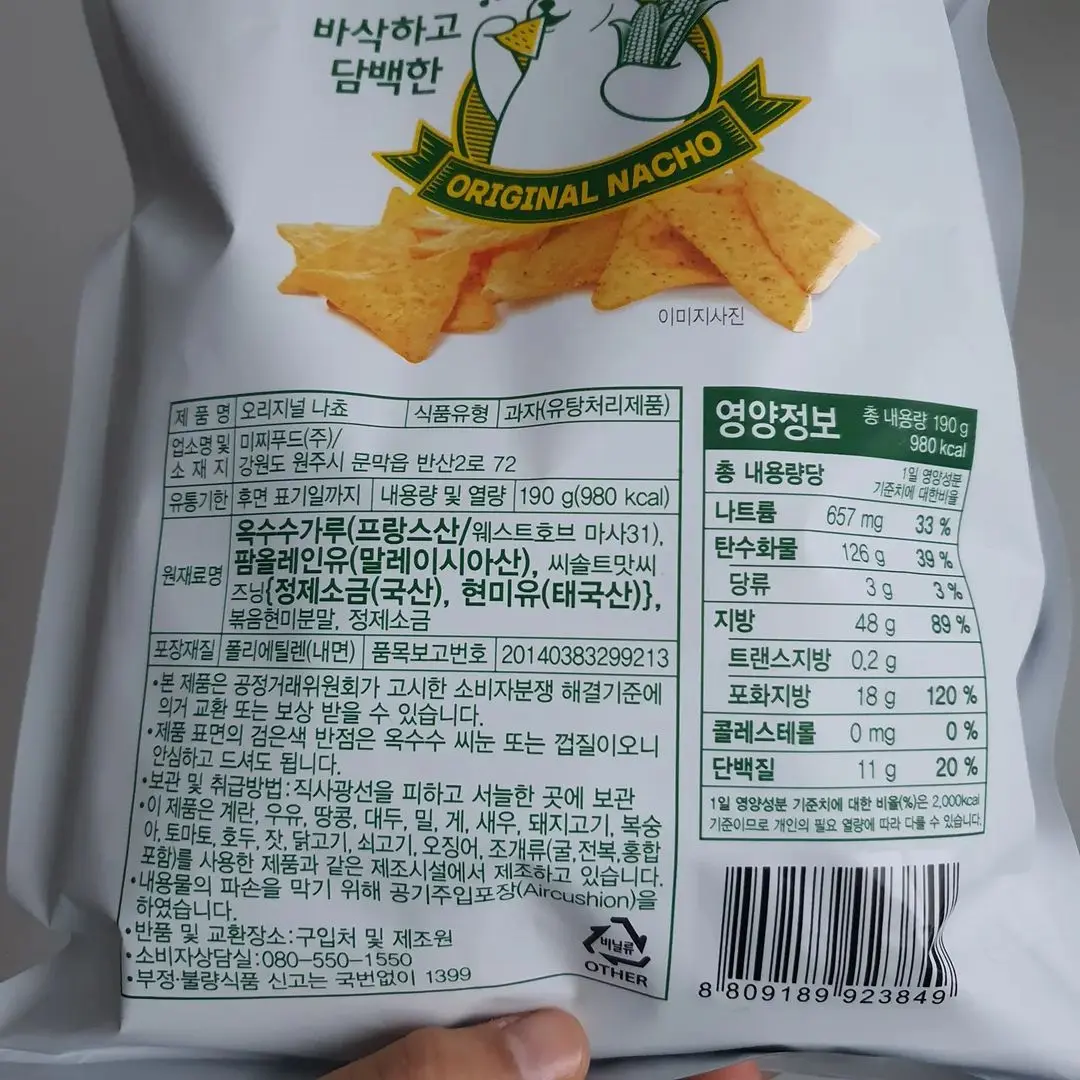 바삭하고
담백한
ORIGINAL NACHO
이미지사진
제 품 명 오리지널 나쵸 식품유형 과자(유탕처리제품)
업소명 및 미찌푸드(주)/
소 재 지 강원도 원주시 문막읍 반산2로 72
유통기한 후면 표기일까지 내용량 및 열량 190 g(980 kcal)
원재료명 옥수수가루(프랑스산/웨스트호브 마사31),
팜올레인유(말레이시아산), 씨솔트맛씨
즈닝{정제소금(국산), 현미유(태국산)},
볶음현미분말, 정제소금
포장재질 폴리에틸렌(내면) 품목보고번호 20140383299213
•본 제품은 공정거래위원회가 고시한 소비자분쟁 해결기준에
의거 교환 또는 보상 받을 수 있습니다.
•제품 표면의 검은색 반점은 옥수수 씨눈 또는 껍질이오니
안심하고 드셔도 됩니다.
•보관 및 취급방법:직사광선을 피하고 서늘한 곳에 보관
•이 제품은 계란, 우유, 땅콩, 대두, 밀, 게, 새우, 돼지고기, 복숭
아, 토마토, 호두, 잣, 닭고기, 쇠고기, 오징어, 조개류(굴,전복,홍합
포함)를 사용한 제품과 같은 제조시설에서 제조하고 있습니다.
•내용물의 파손을 막기 위해 공기주입포장(Aircushion)을
하였습니다.
•반품 및 교환장소:구입처 및 제조원
•소비자상담실:080-550-1550
•부정·불량식품 신고는 국번없이 1399
비닐류
OTHER
영양정보 총 내용량 190 g
980 kcal
총 내용량당 1일 영양성분
기준치에 대한비율
나트륨 657 mg 33 %
탄수화물 126 g 39 %
당류 3 g 3 %
지방 48 g 89 %
트랜스지방 0.2 g
포화지방 18 g 120 %
콜레스테롤 0 mg 0 %
단백질 11 g 20 %
1일 영양성분 기준치에 대한 비율(%)은 2,000kcal
기준이므로 개인의 필요 열량에 따라 다를 수 있습니다.
8 809189 923849